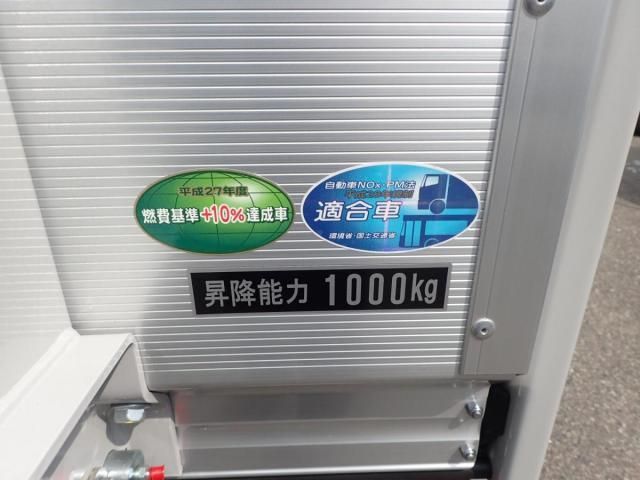 平成27年度
燃費基準+10%達成車
自動車NOx・PM法
適合車
環境省・国土交通省
昇降能力 1000kg